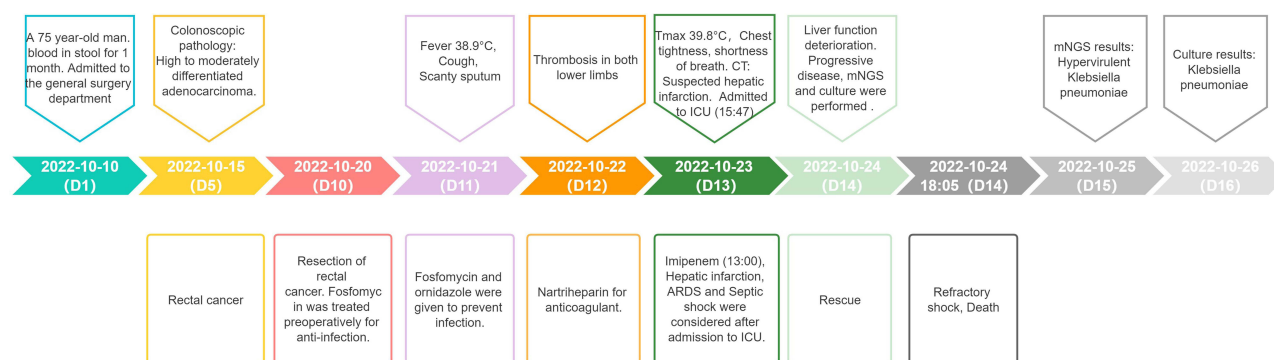 A 75 year-old man.
blood in stool for 1
month. Admitted to
the general surgery
department
Colonoscopic
pathology:
High to moderately
differentiated
adenocarcinoma.
Fever 38.9°C,
Cough,
Scanty sputum
Thrombosis in both
lower limbs
Tmax 39.8°C, Chest
tightness, shortness
of breath. CT:
Suspected hepatic
infarction. Admitted
to ICU (15:47)
Liver function
deterioration.
Progressive
disease, mNGS
and culture were
performed .
mNGS results:
Hypervirulent
Klebsiella
pneumoniae
Culture results:
Klebsiella
pneumoniae
2022-10-10
(D1)
2022-10-15
(D5)
2022-10-20
(D10)
2022-10-21
(D11)
2022-10-22
(D12)
2022-10-23
(D13)
2022-10-24
(D14)
2022-10-24
18:05 (D14)
2022-10-25
(D15)
2022-10-26
(D16)
Rectal cancer
Resection of
rectal
cancer. Fosfomyc
in was treated
preoperatively for
anti-infection.
Fosfomycin and
ornidazole were
given to prevent
infection.
Nartriheparin for
anticoagulant.
Imipenem (13:00),
Hepatic infarction,
ARDS and Septic
shock were
considered after
admission to ICU.
Rescue
Refractory
shock, Death